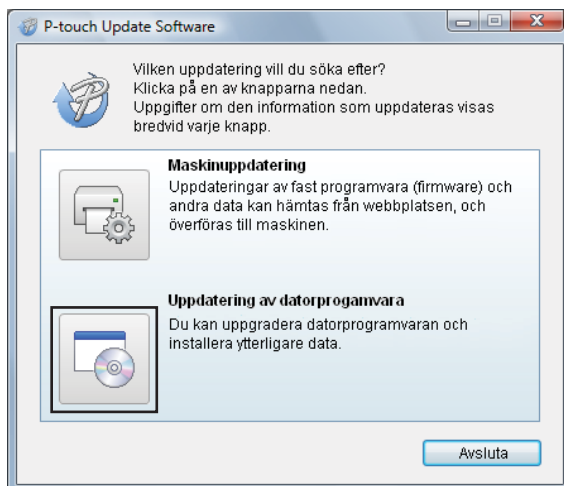 P-touch Update Software
Vilken uppdatering vill du söka efter?
Klicka på en av knapparna nedan.
Uppgifter om den information som uppdateras visas
bredvid varje knapp.
Maskinuppdatering
Uppdateringar av fast programvara (firmware) och
andra data kan hämtas från webbplatsen, och
överföras till maskinen.
Uppdatering av datorprogamvara
Du kan uppgradera datorprogramvaran och
installera ytterligare data.
Avsluta